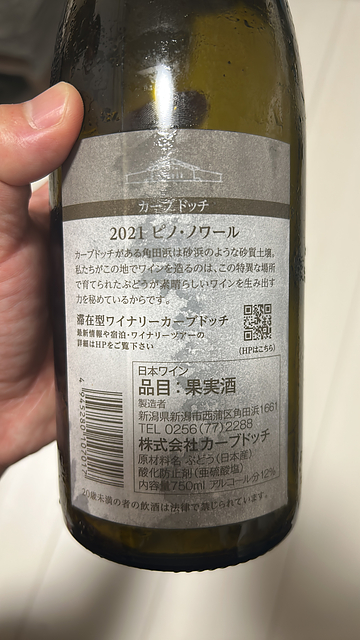 カーブドッチ
2021 ピノ・ノワール
カーブドッチがある角田浜は砂浜のような砂質土壌。
私たちがこの地でワインを造るのは、この特異な場所
で育てられたぶどうが素晴らしいワインを生み出す
力を秘めているからです。
滞在型ワイナリーカーブドッチ
最新情報や宿泊・ワイナリーツアーの
詳細はHPをご覧下さい
(HPはこちら)
日本ワイン
品目：果実酒
製造者
新潟県新潟市西蒲区角田浜1661
TEL 0256(77)2288
株式会社カーブドッチ
原材料名 ぶどう(日本産)
酸化防止剤(亜硫酸塩)
内容量750ml アルコール分12%
20歳未満の者の飲酒は法律で禁じられています。